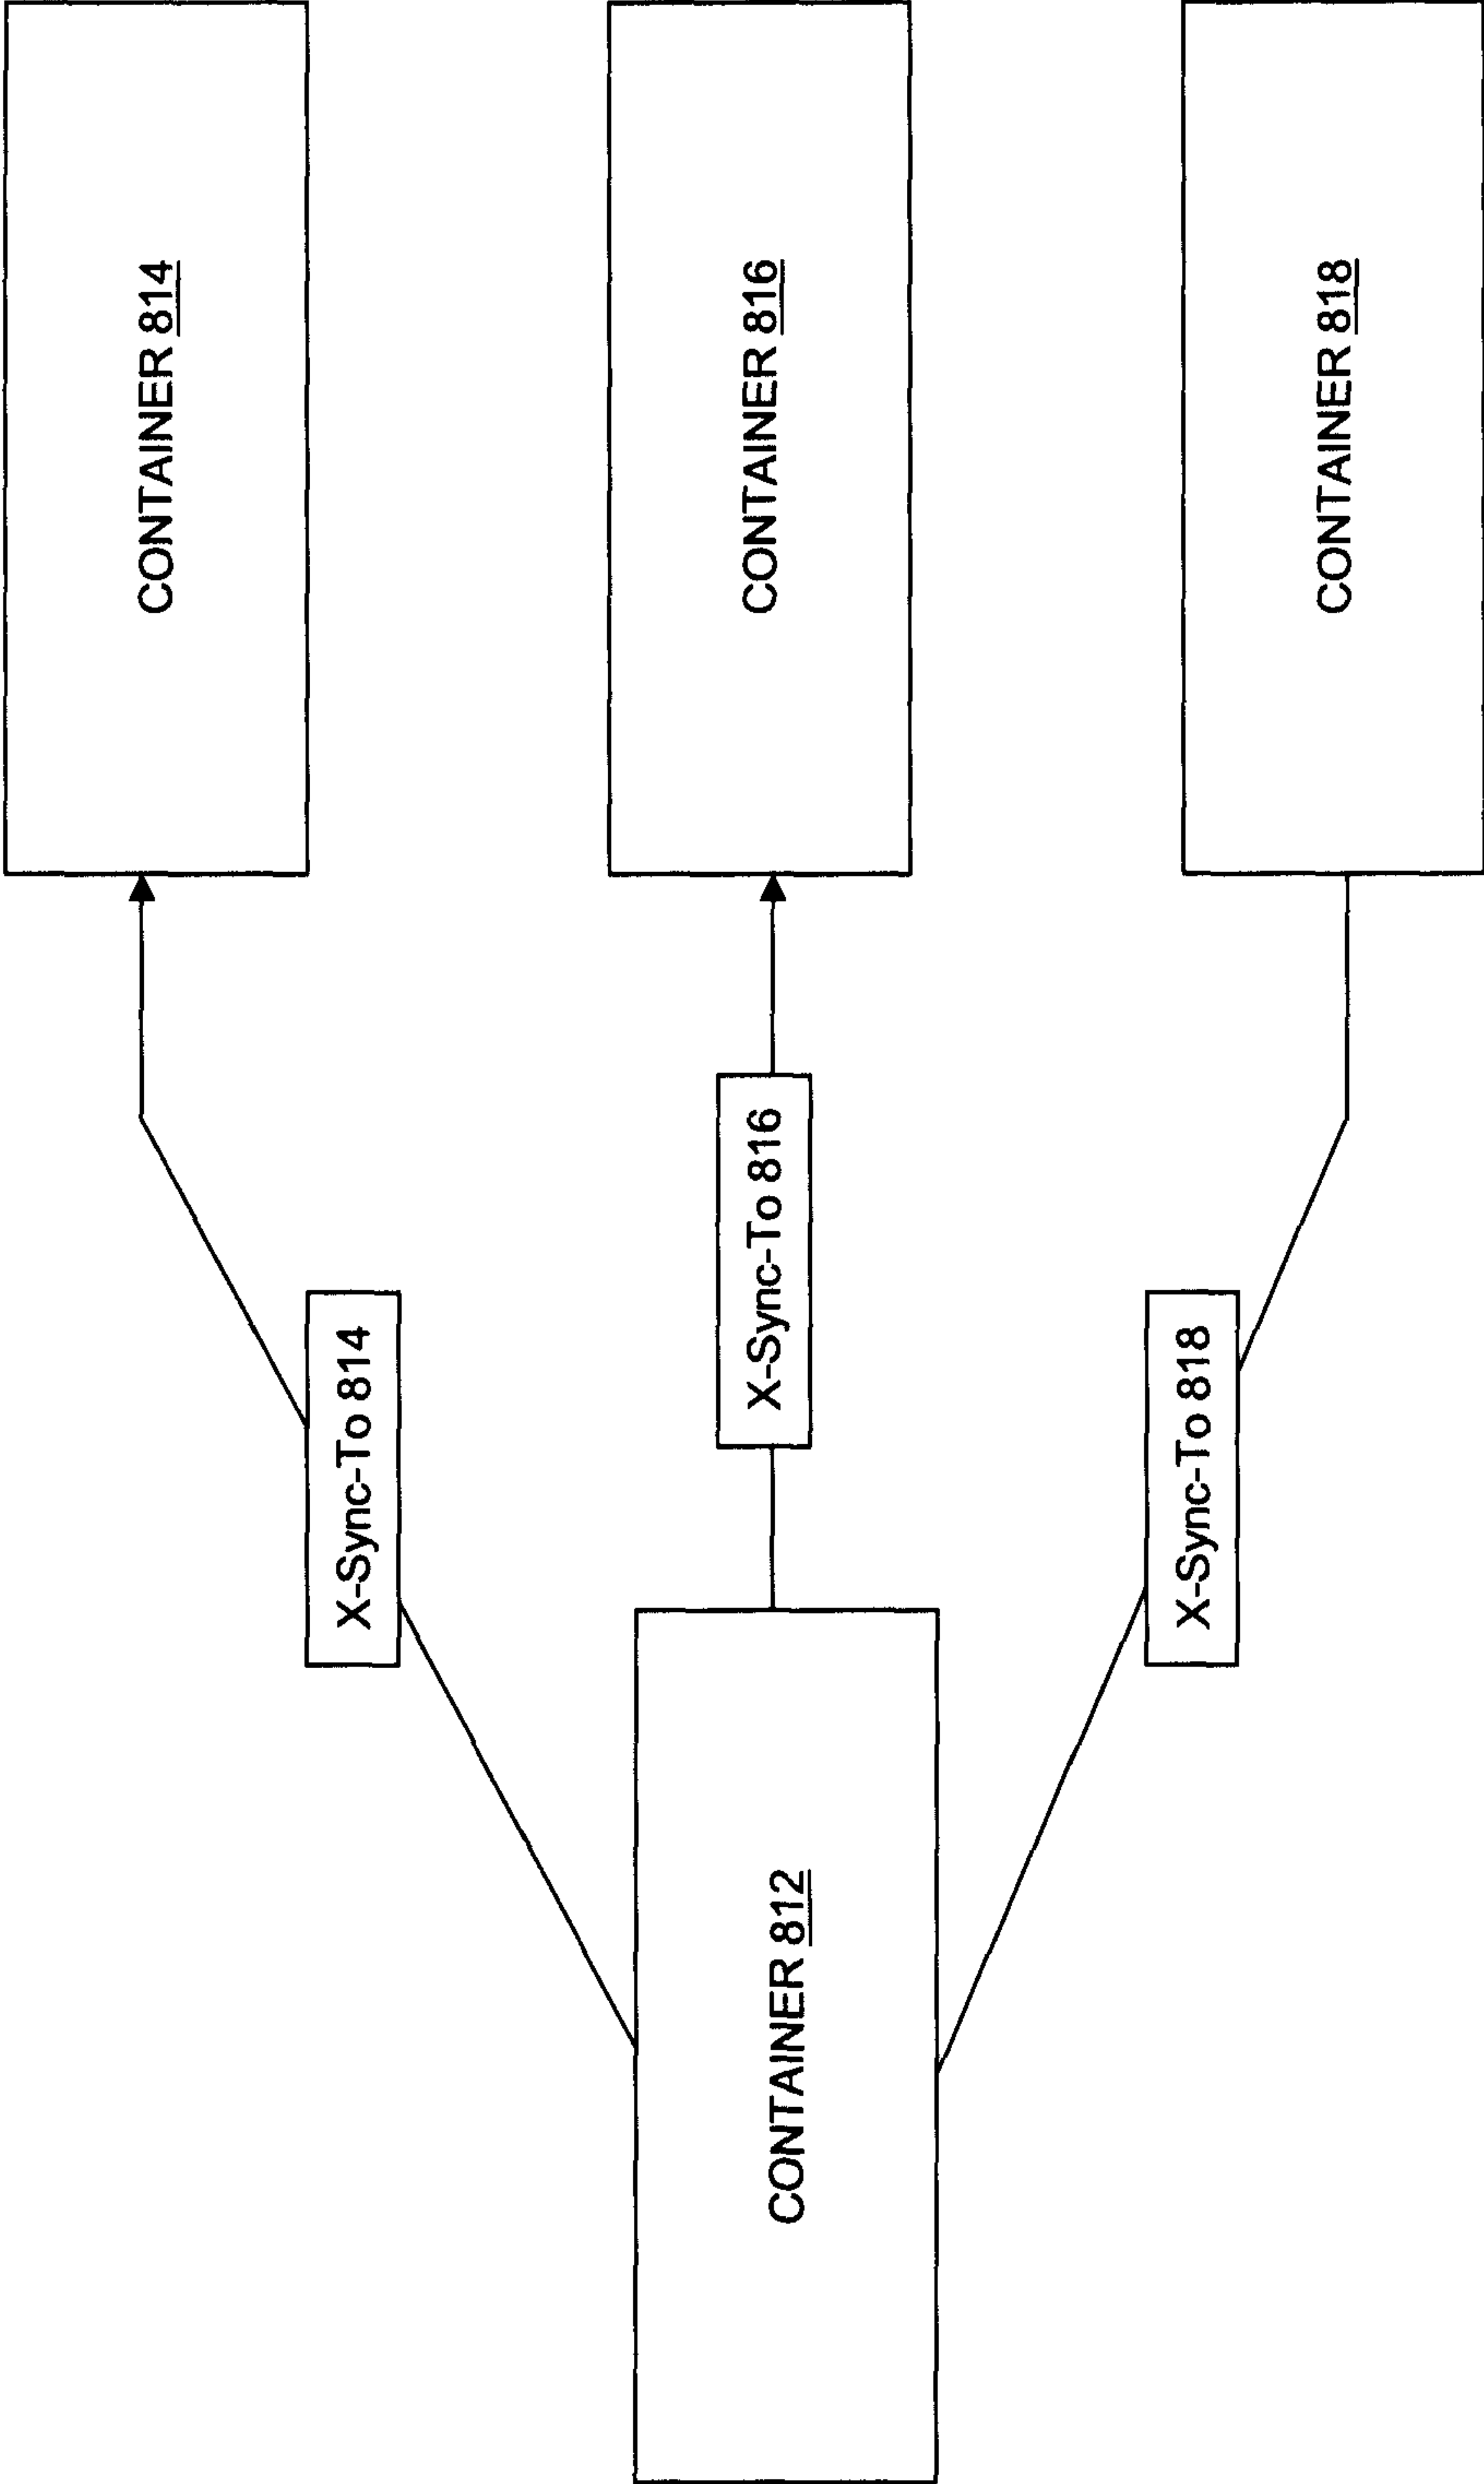 CONTAINER 814
X-Sync-To 814
CONTAINER 812
X-Sync-To 816
CONTAINER 816
X-Sync-To 818
CONTAINER 818